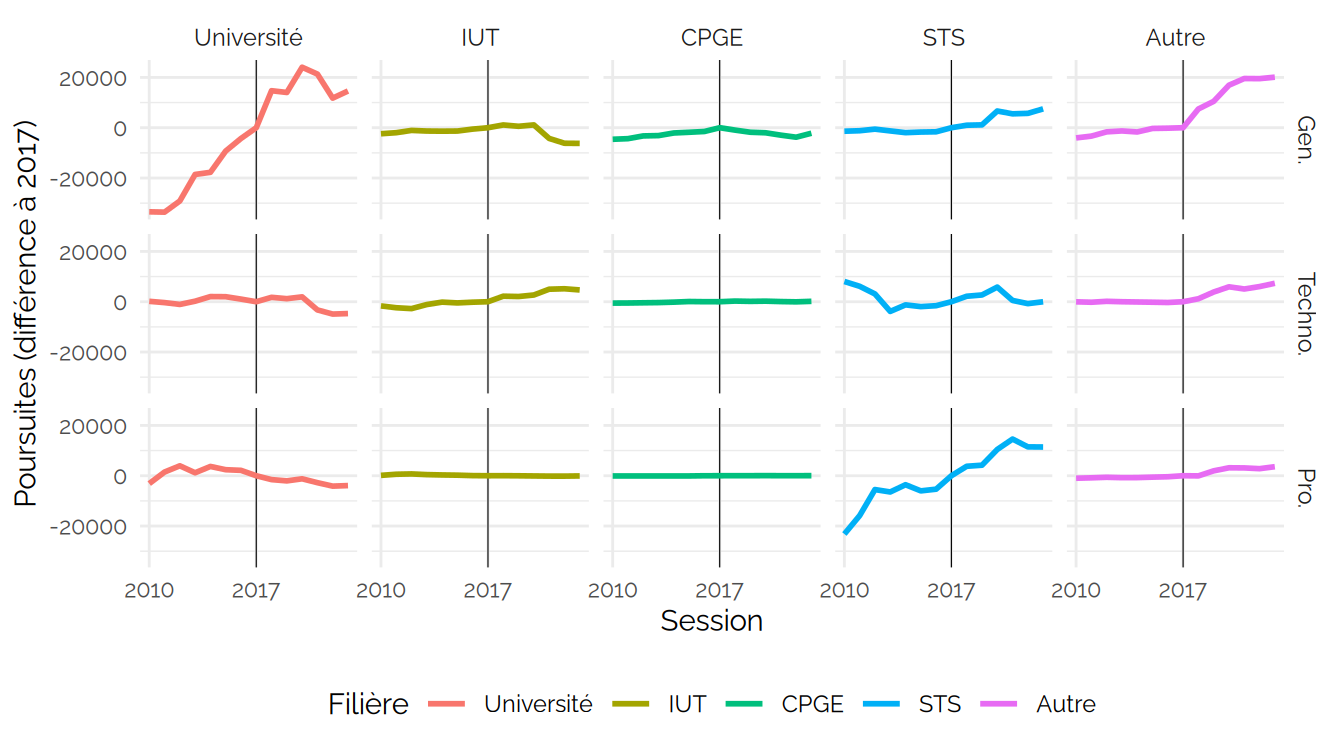 Université IUT CPGE STS Autre
Poursuites (différence à 2017)
20000
0
-20000
Gen.
20000
0
-20000
Techno.
20000
0
-20000
Pro.
2010 2017 2010 2017 2010 2017 2010 2017 2010 2017
Session
Filière Université IUT CPGE STS Autre